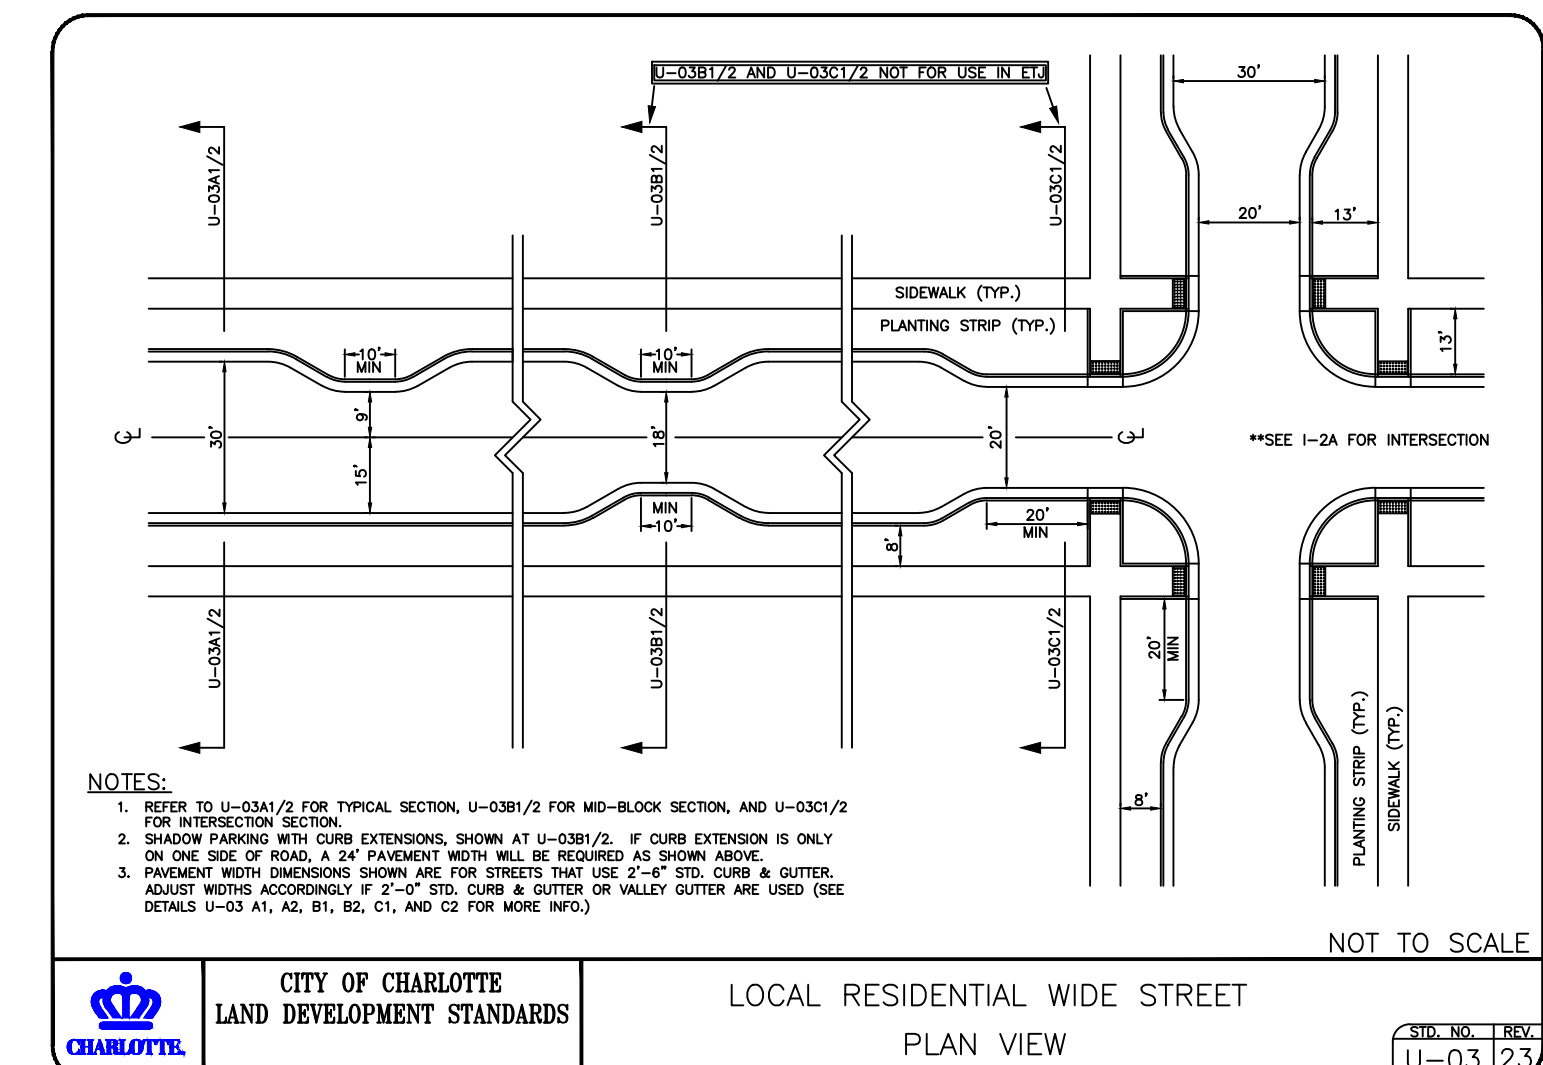 U-03B1/2 AND U-03C1/2 NOT FOR USE IN ETJ
30'
U-03A1/2
U-03B1/2
U-03C1/2
20'
13'
SIDEWALK (TYP.)
PLANTING STRIP (TYP.)
10'
MIN
10'
MIN
13'
9'
30'
18'
20'
℄
℄
**SEE I-2A FOR INTERSECTION
15'
MIN
10'
20'
MIN
8'
U-03A1/2
U-03B1/2
U-03C1/2
20'
MIN
8'
PLANTING STRIP (TYP.)
SIDEWALK (TYP.)
NOTES:
1. REFER TO U-03A1/2 FOR TYPICAL SECTION, U-03B1/2 FOR MID-BLOCK SECTION, AND U-03C1/2
FOR INTERSECTION SECTION.
2. SHADOW PARKING WITH CURB EXTENSIONS, SHOWN AT U-03B1/2. IF CURB EXTENSION IS ONLY
ON ONE SIDE OF ROAD, A 24' PAVEMENT WIDTH WILL BE REQUIRED AS SHOWN ABOVE.
3. PAVEMENT WIDTH DIMENSIONS SHOWN ARE FOR STREETS THAT USE 2'-6" STD. CURB & GUTTER.
ADJUST WIDTHS ACCORDINGLY IF 2'-0" STD. CURB & GUTTER OR VALLEY GUTTER ARE USED (SEE
DETAILS U-03 A1, A2, B1, B2, C1, AND C2 FOR MORE INFO.)
NOT TO SCALE
CHARLOTTE.
CITY OF CHARLOTTE
LAND DEVELOPMENT STANDARDS
LOCAL RESIDENTIAL WIDE STREET
PLAN VIEW
STD. NO. REV.
U-03 23